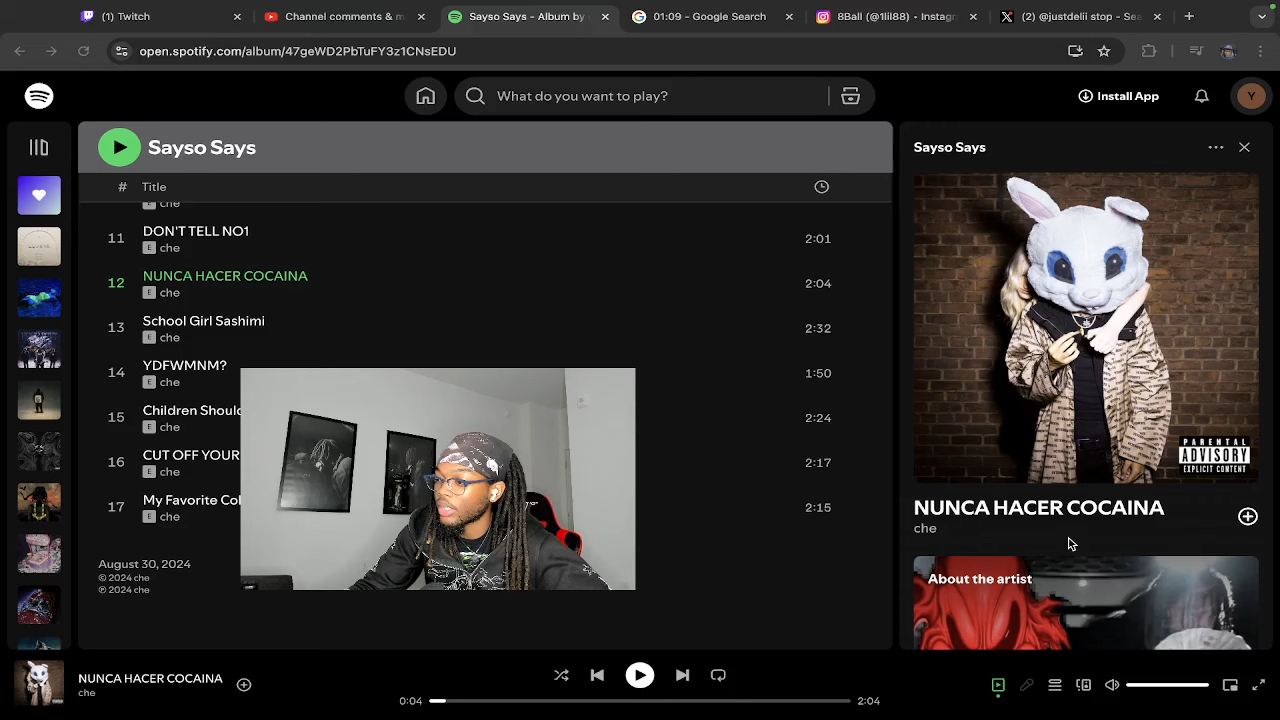 (1) Twitch
Channel comments & m
Sayso Says - Album by
01:09 - Google Search
8Ball (@1lil88) • Instag
(2) @justdelii stop - Sea
open.spotify.com/album/47geWD2PbTuFY3z1CNsEDU
What do you want to play?
Install App
Y
Sayso Says
# Title
E che
11 DON'T TELL NO1 2:01
E che
12 NUNCA HACER COCAINA 2:04
E che
13 School Girl Sashimi 2:32
E che
14 YDFWMNM? 1:50
E che
15 Children Should 2:24
E che
16 CUT OFF YOUR 2:17
E che
17 My Favorite Col 2:15
E che
August 30, 2024
© 2024 che
℗ 2024 che
Sayso Says
PARENTAL
ADVISORY
EXPLICIT CONTENT
NUNCA HACER COCAINA
che
About the artist
NUNCA HACER COCAINA
che
0:04
2:04